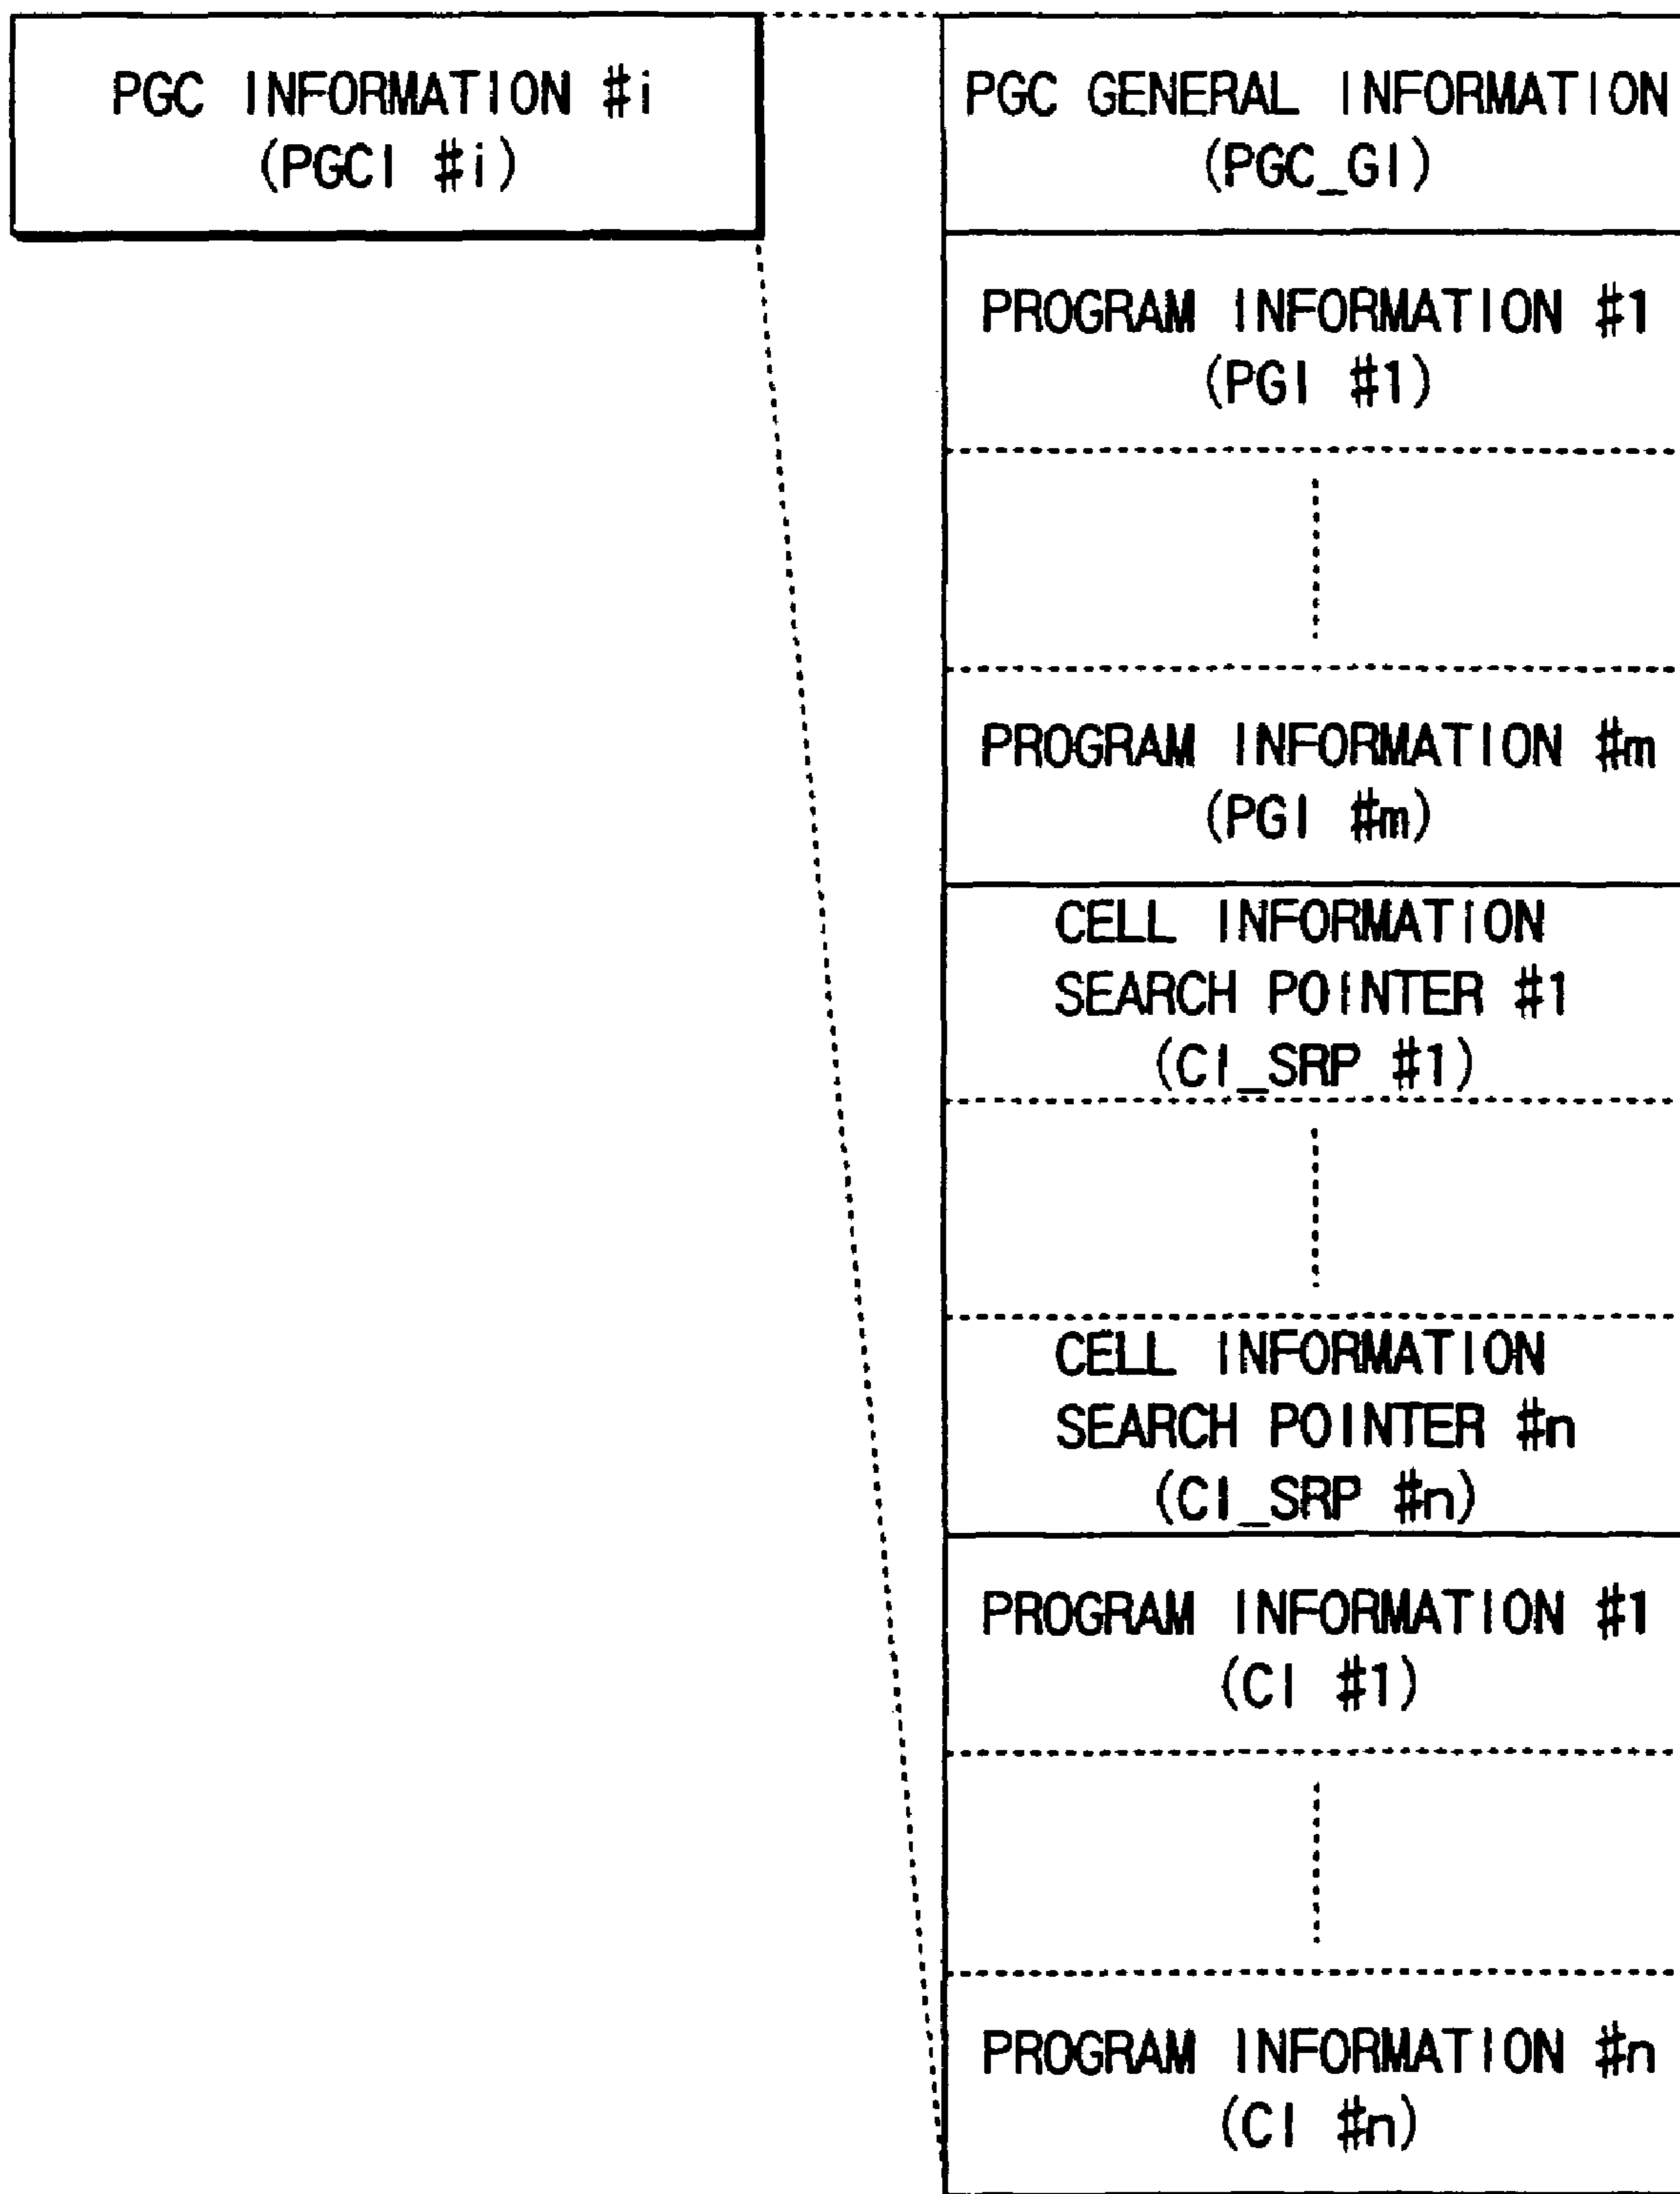 PGC INFORMATION #i
(PGCI #i)
PGC GENERAL INFORMATION
(PGC_GI)
PROGRAM INFORMATION #1
(PGI #1)
PROGRAM INFORMATION #m
(PGI #m)
CELL INFORMATION
SEARCH POINTER #1
(CI_SRP #1)
CELL INFORMATION
SEARCH POINTER #n
(CI_SRP #n)
PROGRAM INFORMATION #1
(CI #1)
PROGRAM INFORMATION #n
(CI #n)